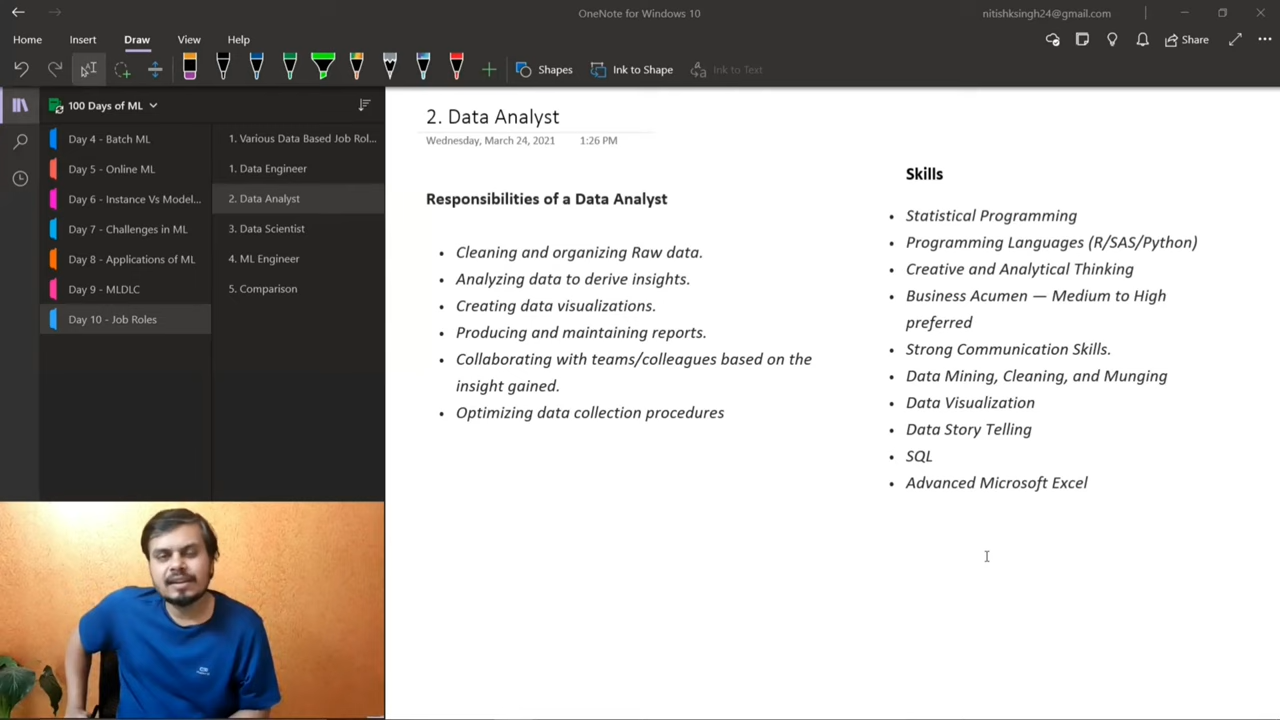 OneNote for Windows 10
nitishksingh24@gmail.com
Home
Insert
Draw
View
Help
Share
Shapes
Ink to Shape
Ink to Text
100 Days of ML
Day 4 - Batch ML
Day 5 - Online ML
Day 6 - Instance Vs Model...
Day 7 - Challenges in ML
Day 8 - Applications of ML
Day 9 - MLDLC
Day 10 - Job Roles
1. Various Data Based Job Rol...
1. Data Engineer
2. Data Analyst
3. Data Scientist
4. ML Engineer
5. Comparison
2. Data Analyst
Wednesday, March 24, 2021 1:26 PM
Responsibilities of a Data Analyst
• Cleaning and organizing Raw data.
• Analyzing data to derive insights.
• Creating data visualizations.
• Producing and maintaining reports.
• Collaborating with teams/colleagues based on the
insight gained.
• Optimizing data collection procedures
Skills
• Statistical Programming
• Programming Languages (R/SAS/Python)
• Creative and Analytical Thinking
• Business Acumen — Medium to High
preferred
• Strong Communication Skills.
• Data Mining, Cleaning, and Munging
• Data Visualization
• Data Story Telling
• SQL
• Advanced Microsoft Excel